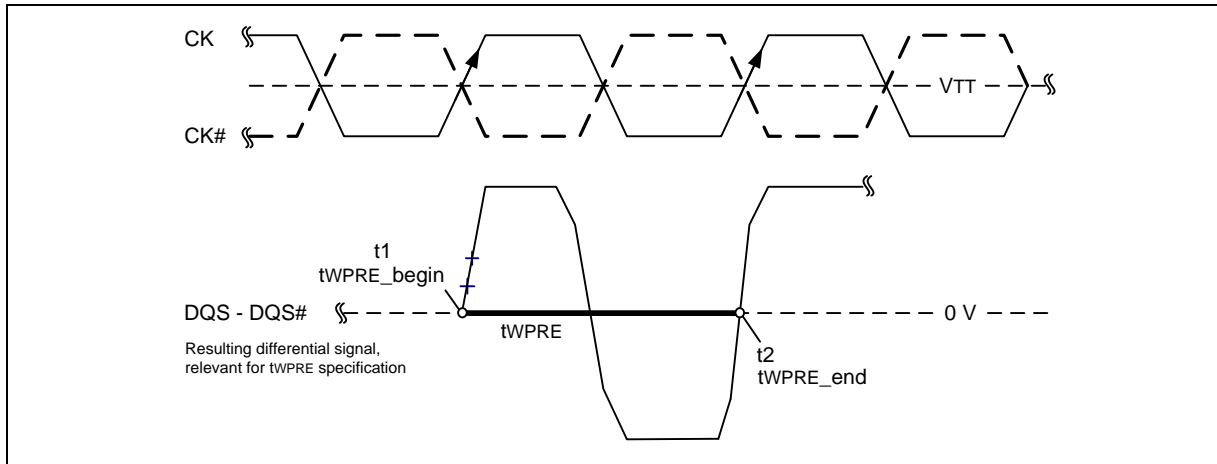 CK
VTT
CK#
t1
tWPRE_begin
DQS - DQS#
tWPRE
0 V
Resulting differential signal,
relevant for tWPRE specification
t2
tWPRE_end